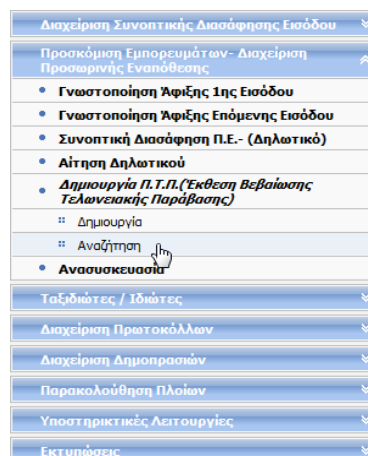 Διαχείριση Συνοπτικής Διασάφησης Εισόδου
Προσκόμιση Εμπορευμάτων- Διαχείριση
Προσωρινής Εναπόθεσης
Γνωστοποίηση Άφιξης 1ης Εισόδου
Γνωστοποίηση Άφιξης Επόμενης Εισόδου
Συνοπτική Διασάφηση Π.Ε.- (Δηλωτικό)
Αίτηση Δηλωτικού
Δημιουργία Π.Τ.Π.(Έκθεση Βεβαίωσης
Τελωνειακής Παράβασης)
Δημιουργία
Αναζήτηση
Ανασυσκευασία
Ταξιδιώτες / Ιδιώτες
Διαχείριση Πρωτοκόλλων
Διαχείριση Δημοπρασιών
Παρακολούθηση Πλοίων
Υποστηρικτικές Λειτουργίες
Εκτυπώσεις